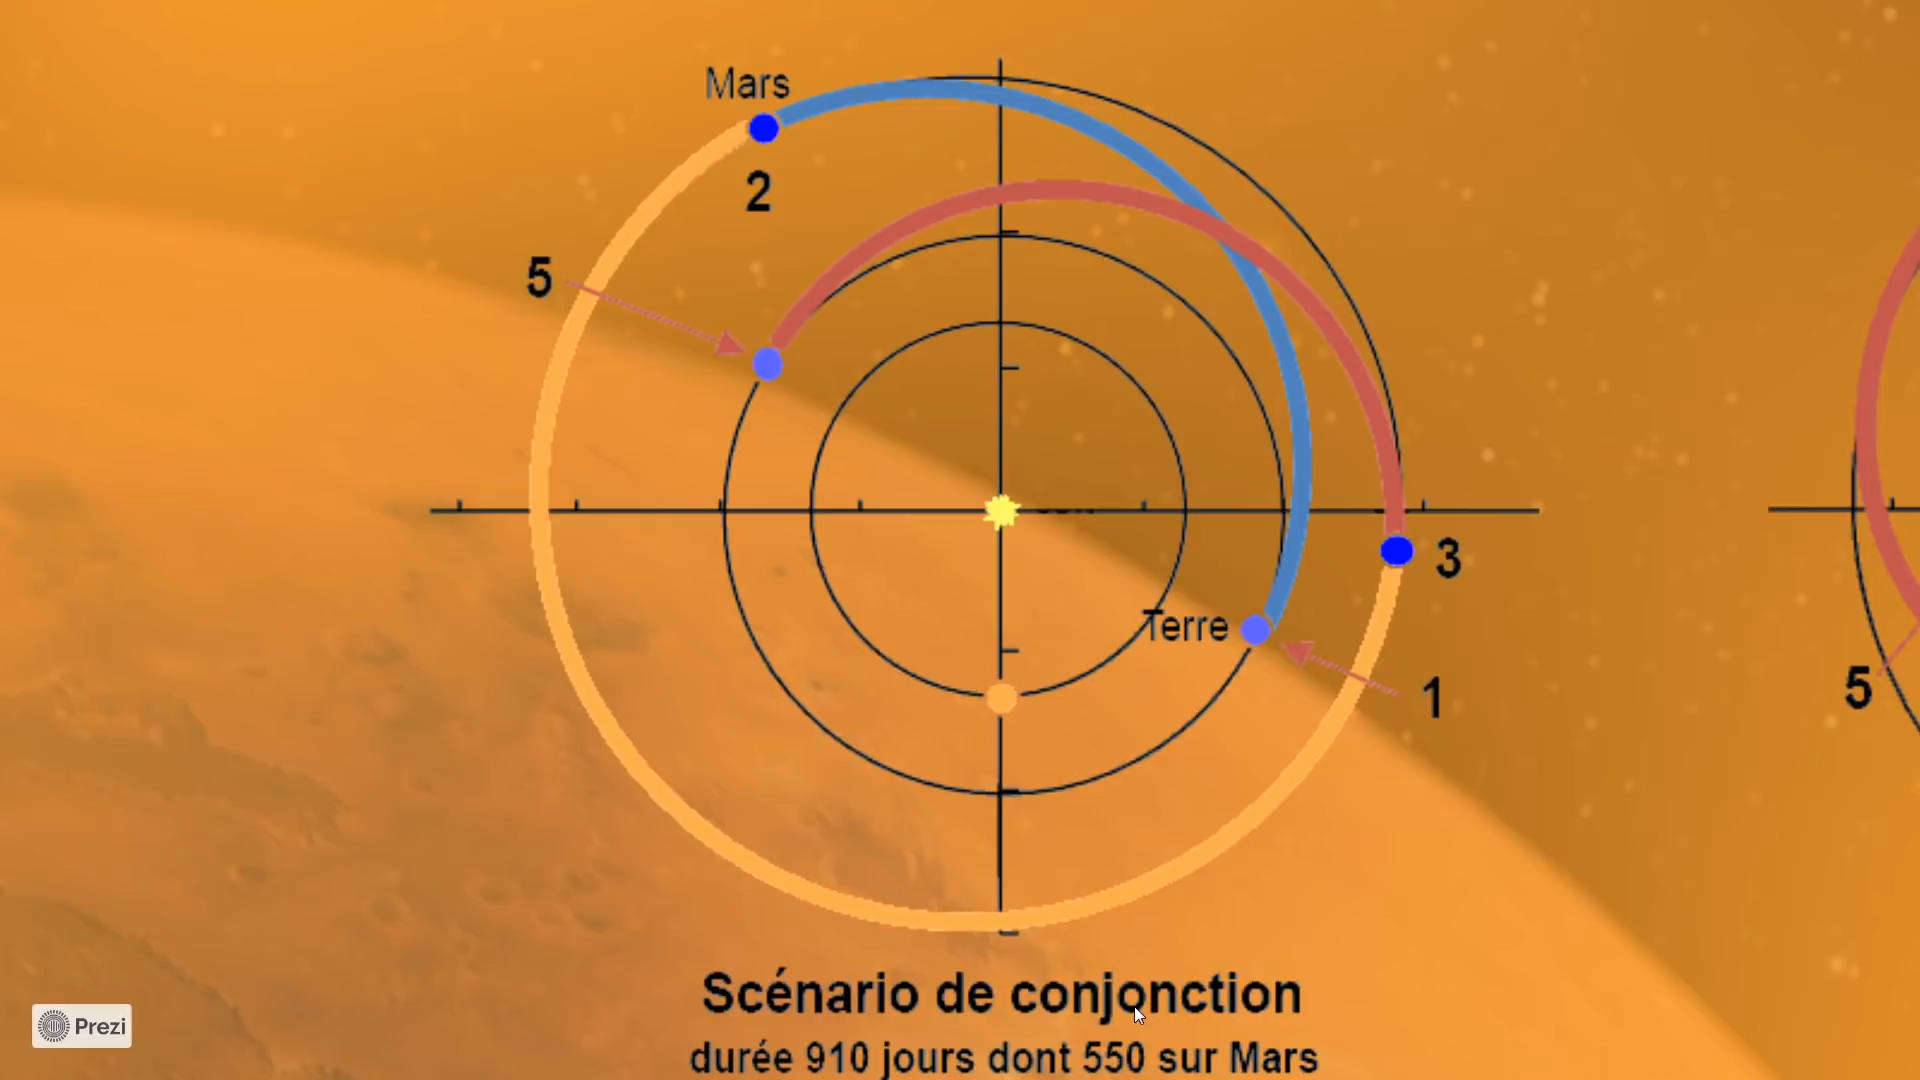 Mars
2
5
3
Terre
1
5
Scénario de conjonction
durée 910 jours dont 550 sur Mars
Prezi